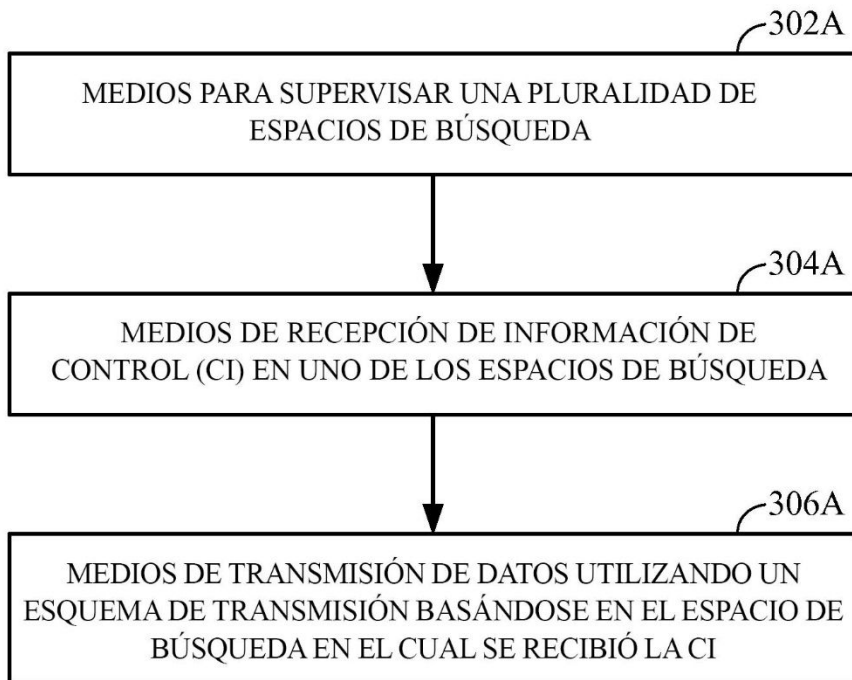 302A
MEDIOS PARA SUPERVISAR UNA PLURALIDAD DE
ESPACIOS DE BÚSQUEDA
304A
MEDIOS DE RECEPCIÓN DE INFORMACIÓN DE
CONTROL (CI) EN UNO DE LOS ESPACIOS DE BÚSQUEDA
306A
MEDIOS DE TRANSMISIÓN DE DATOS UTILIZANDO UN
ESQUEMA DE TRANSMISIÓN BASÁNDOSE EN EL ESPACIO DE
BÚSQUEDA EN EL CUAL SE RECIBIÓ LA CI